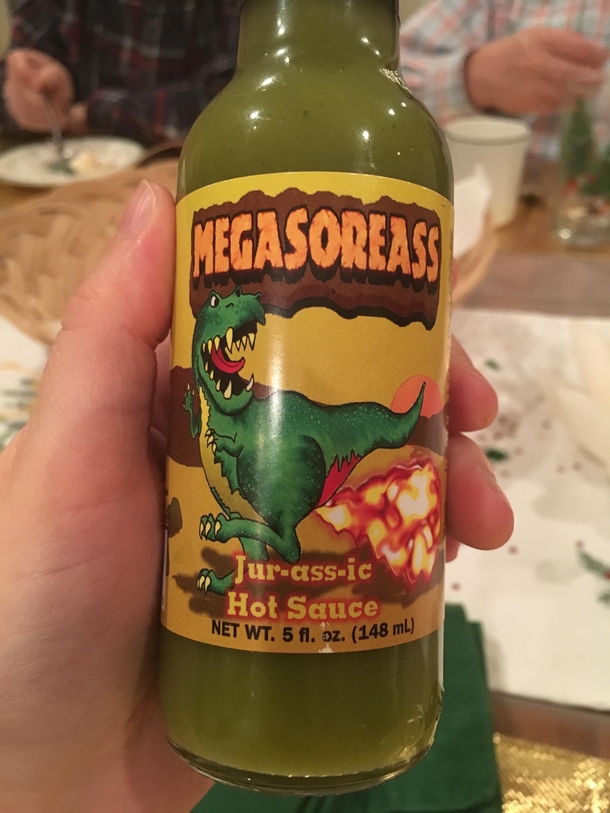 MEGASOREASS
Jur-ass-ic
Hot Sauce
NET WT. 5 fl. oz. (148 mL)